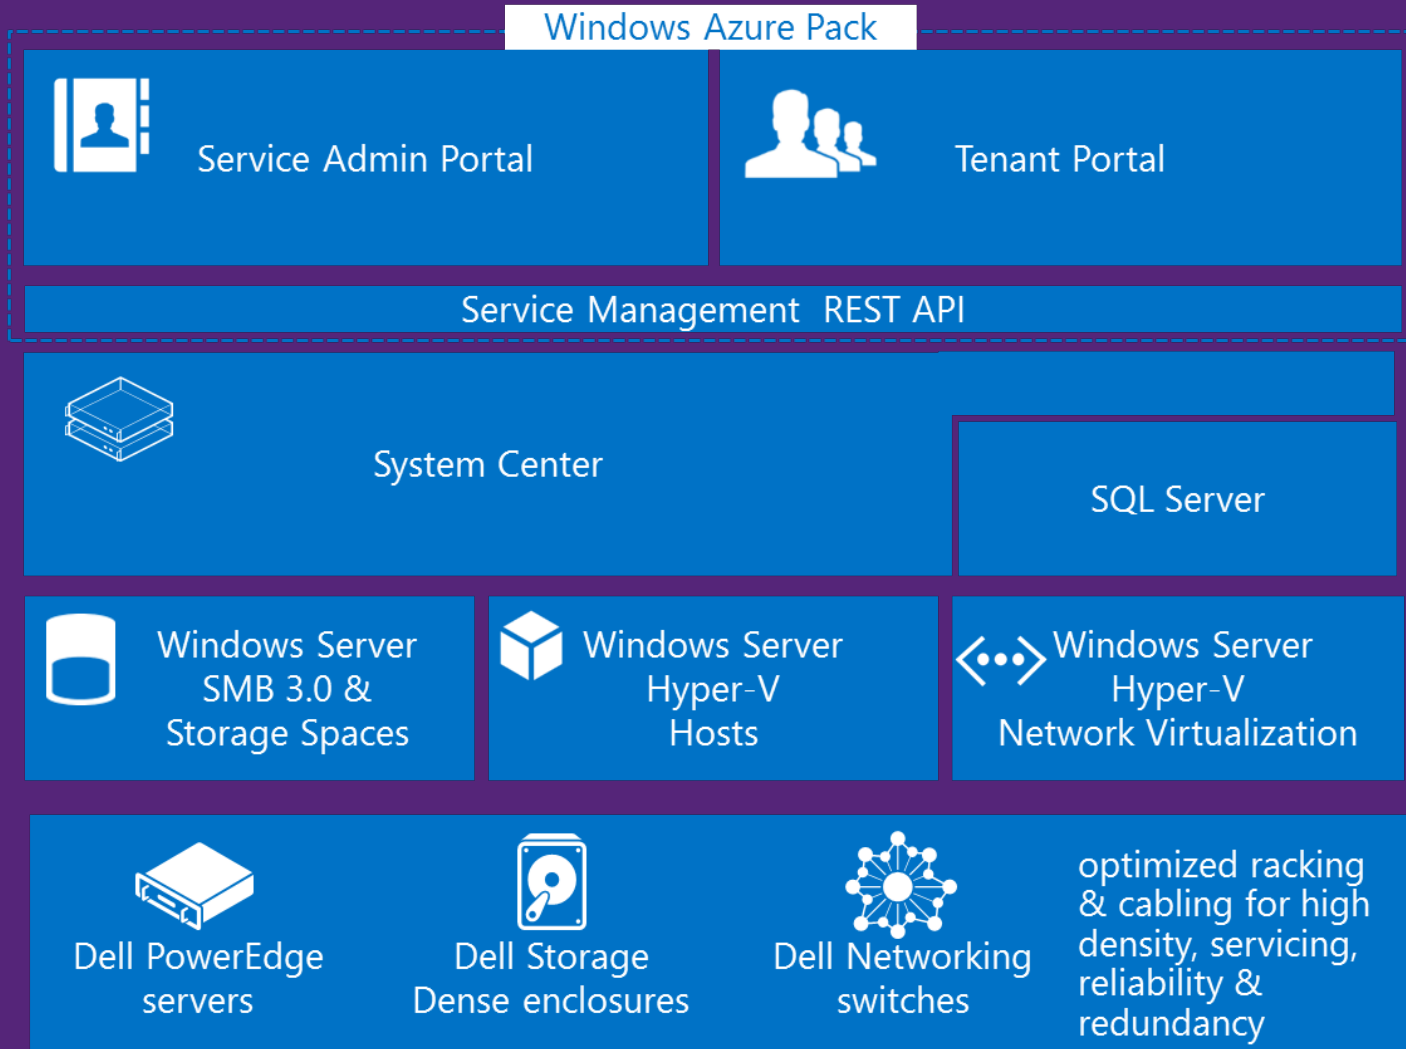 Windows Azure Pack
Service Admin Portal
Tenant Portal
Service Management REST API
System Center
SQL Server
Windows Server
SMB 3.0 &
Storage Spaces
Windows Server
Hyper-V
Hosts
Windows Server
Hyper-V
Network Virtualization
Dell PowerEdge
servers
Dell Storage
Dense enclosures
Dell Networking
switches
optimized racking
& cabling for high
density, servicing,
reliability &
redundancy